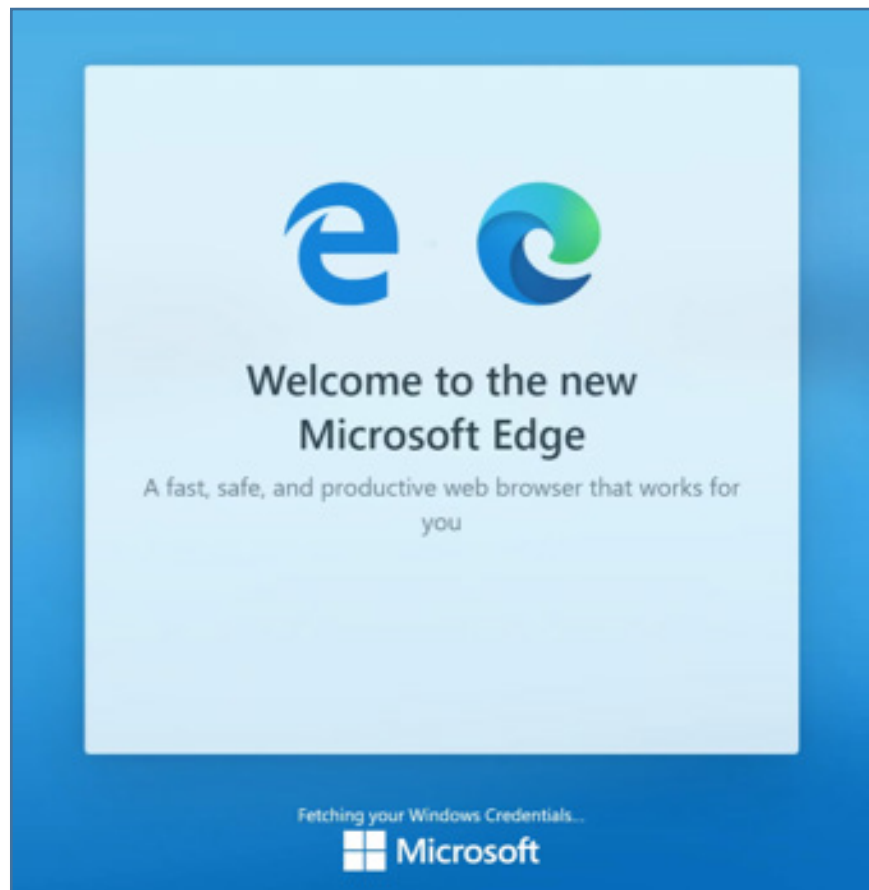 Welcome to the new
Microsoft Edge
A fast, safe, and productive web browser that works for
you
Fetching your Windows Credentials...
Microsoft